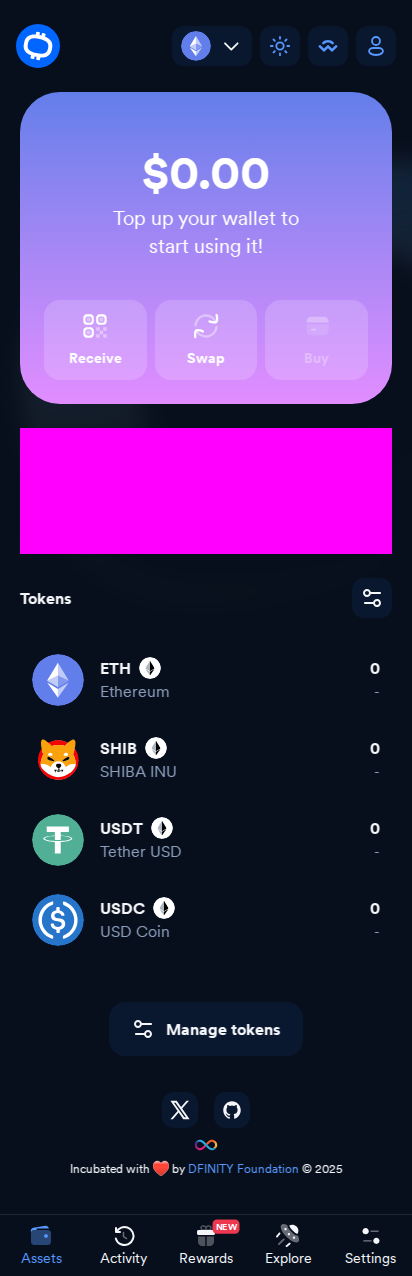 $0.00
Top up your wallet to
start using it!
Receive
Swap
Buy
Tokens
ETH
0
Ethereum
-
SHIB
0
SHIBA INU
-
USDT
0
Tether USD
-
USDC
0
USD Coin
-
Manage tokens
Incubated with ❤️ by DFINITY Foundation © 2025
NEW
Assets
Activity
Rewards
Explore
Settings